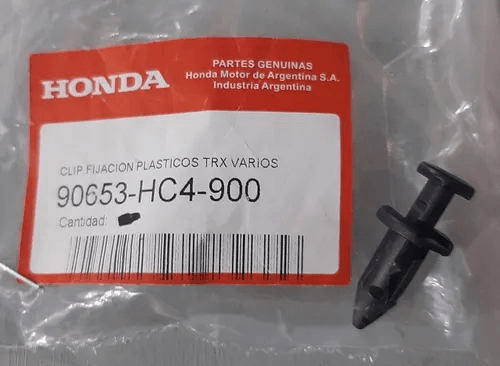 HONDA
PARTES GENUINAS
Honda Motor de Argentina S.A.
Industria Argentina
CLIP FIJACION PLASTICOS TRX VARIOS
90653-HC4-900
Cantidad: